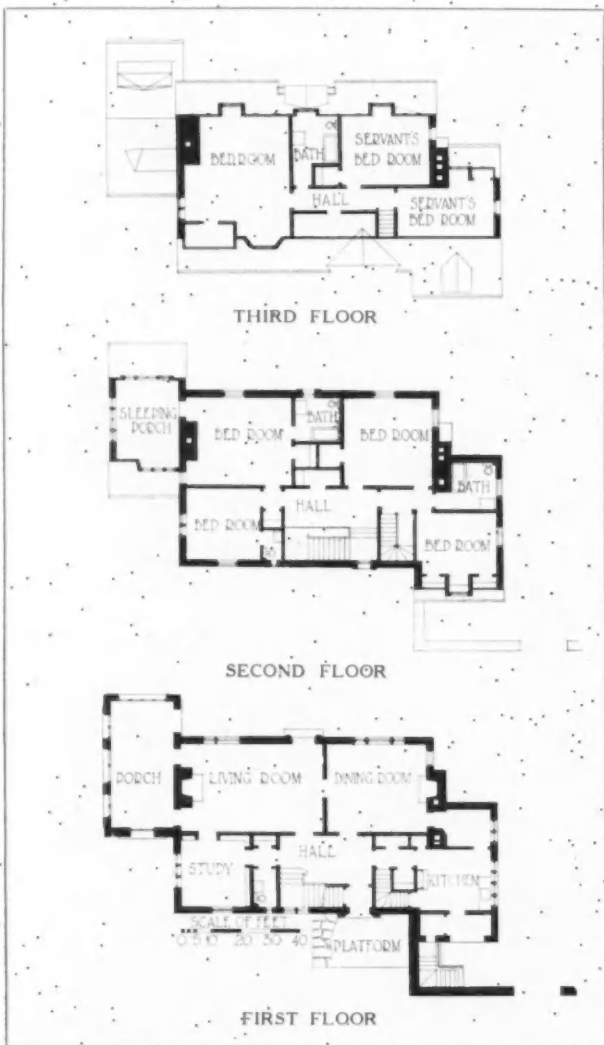 BED ROOM
BATH
SERVANT'S
BED ROOM
HALL
SERVANT'S
BED ROOM
THIRD FLOOR
SLEEPING
PORCH
BED ROOM
BATH
BED ROOM
HALL
BATH
BED ROOM
BED ROOM
SECOND FLOOR
PORCH
LIVING ROOM
DINING ROOM
HALL
STUDY
KITCHEN
SCALE OF FEET
0 5 10 20 30 40
PLATFORM
FIRST FLOOR